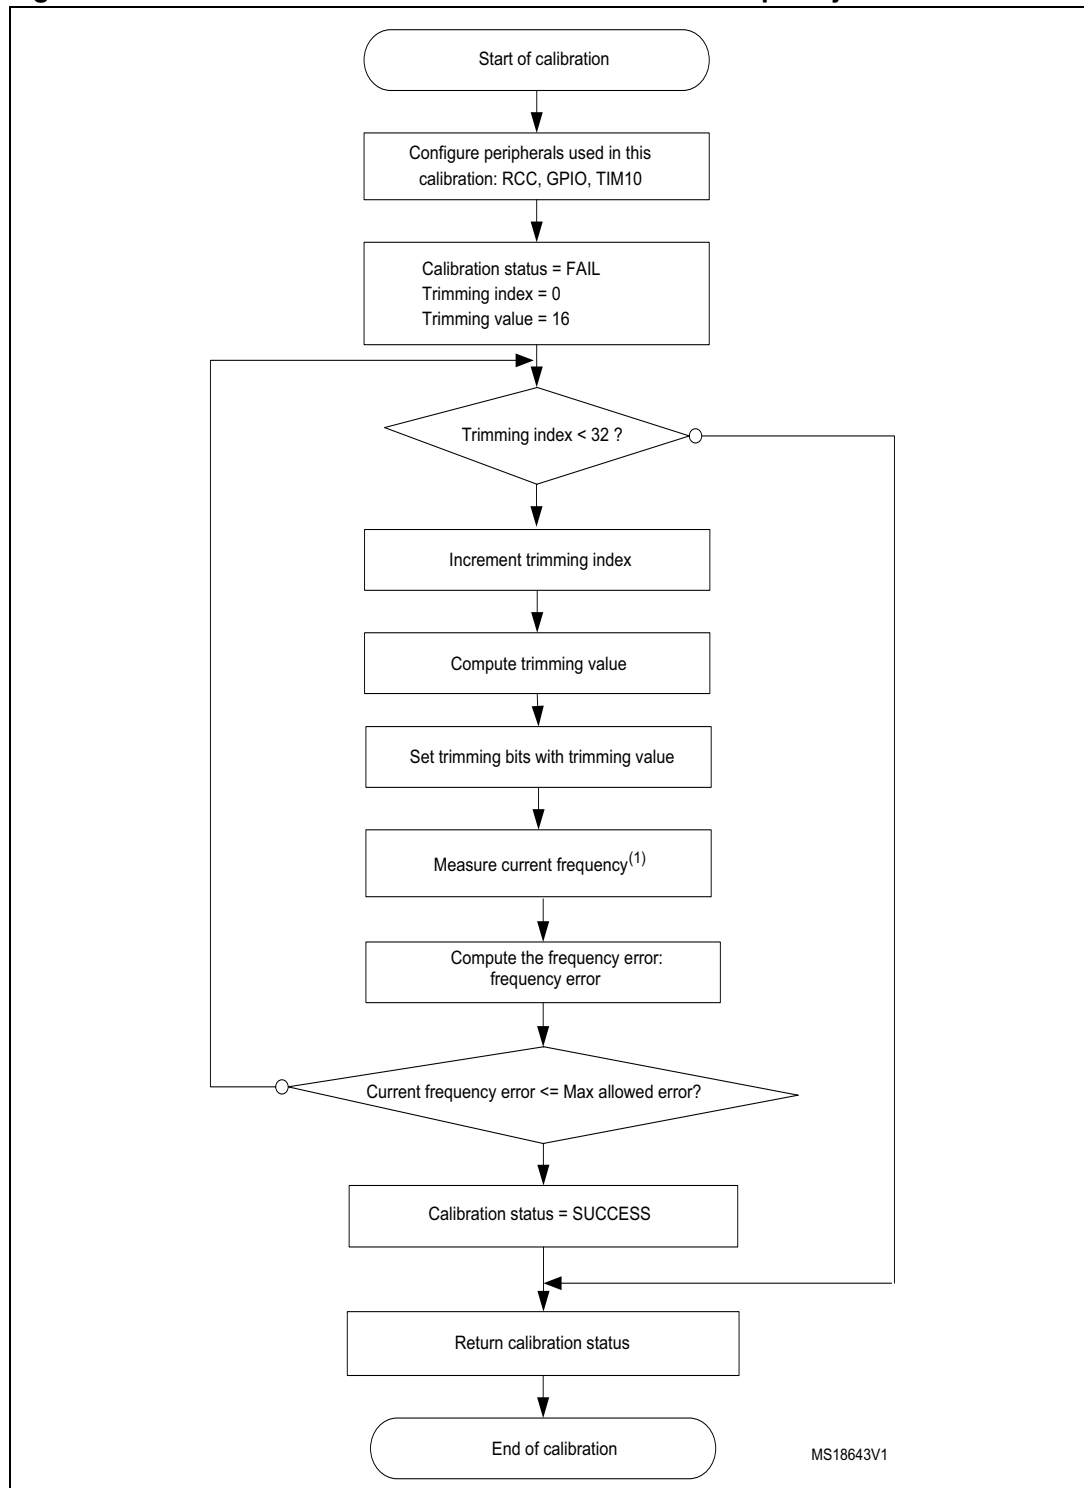 Start of calibration
Configure peripherals used in this
calibration: RCC, GPIO, TIM10
Calibration status = FAIL
Trimming index = 0
Trimming value = 16
Trimming index < 32 ?
Increment trimming index
Compute trimming value
Set trimming bits with trimming value
Measure current frequency(1)
Compute the frequency error:
frequency error
Current frequency error <= Max allowed error?
Calibration status = SUCCESS
Return calibration status
End of calibration
MS18643V1